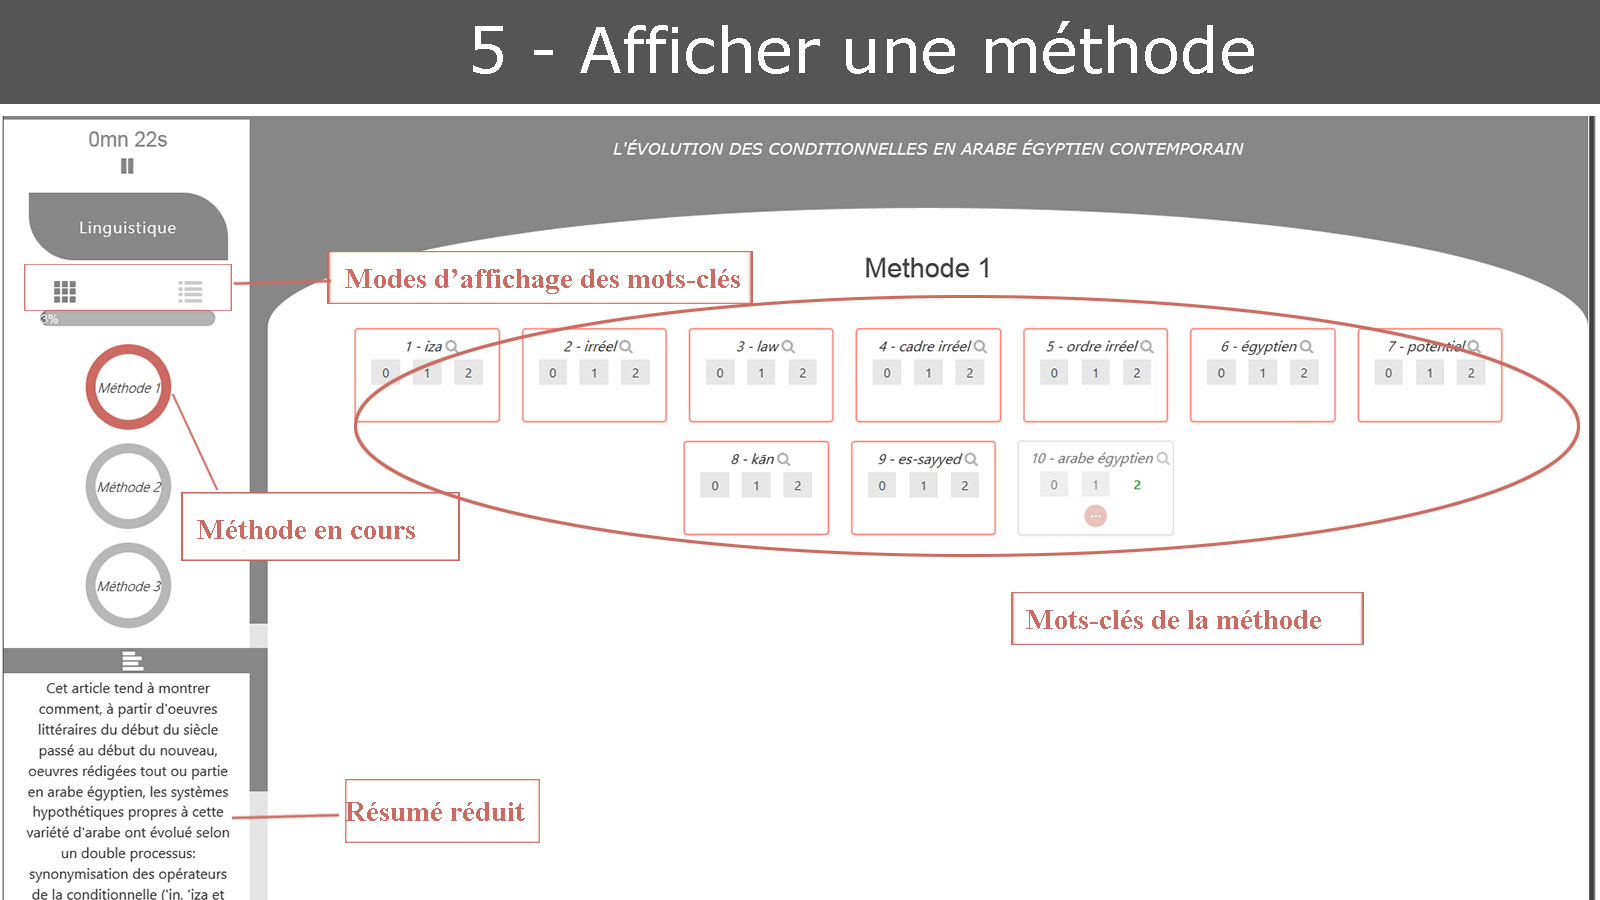 5 - Afficher une méthode
0mn 22s
Linguistique
3%
Méthode 1
Méthode 2
Méthode 3
Cet article tend à montrer
comment, à partir d'oeuvres
littéraires du début du siècle
passé au début du nouveau,
oeuvres rédigées tout ou partie
en arabe égyptien, les systèmes
hypothétiques propres à cette
variété d'arabe ont évolué selon
un double processus:
synonymisation des opérateurs
de la conditionnelle ('in, 'iza et
L'ÉVOLUTION DES CONDITIONNELLES EN ARABE ÉGYPTIEN CONTEMPORAIN
Modes d'affichage des mots-clés
Methode 1
1 - iza
0 1 2
2 - irréel
0 1 2
3 - law
0 1 2
4 - cadre irréel
0 1 2
5 - ordre irréel
0 1 2
6 - égyptien
0 1 2
7 - potentiel
0 1 2
8 - kān
0 1 2
9 - es-sayyed
0 1 2
10 - arabe égyptien
0 1 2
Méthode en cours
Mots-clés de la méthode
Résumé réduit